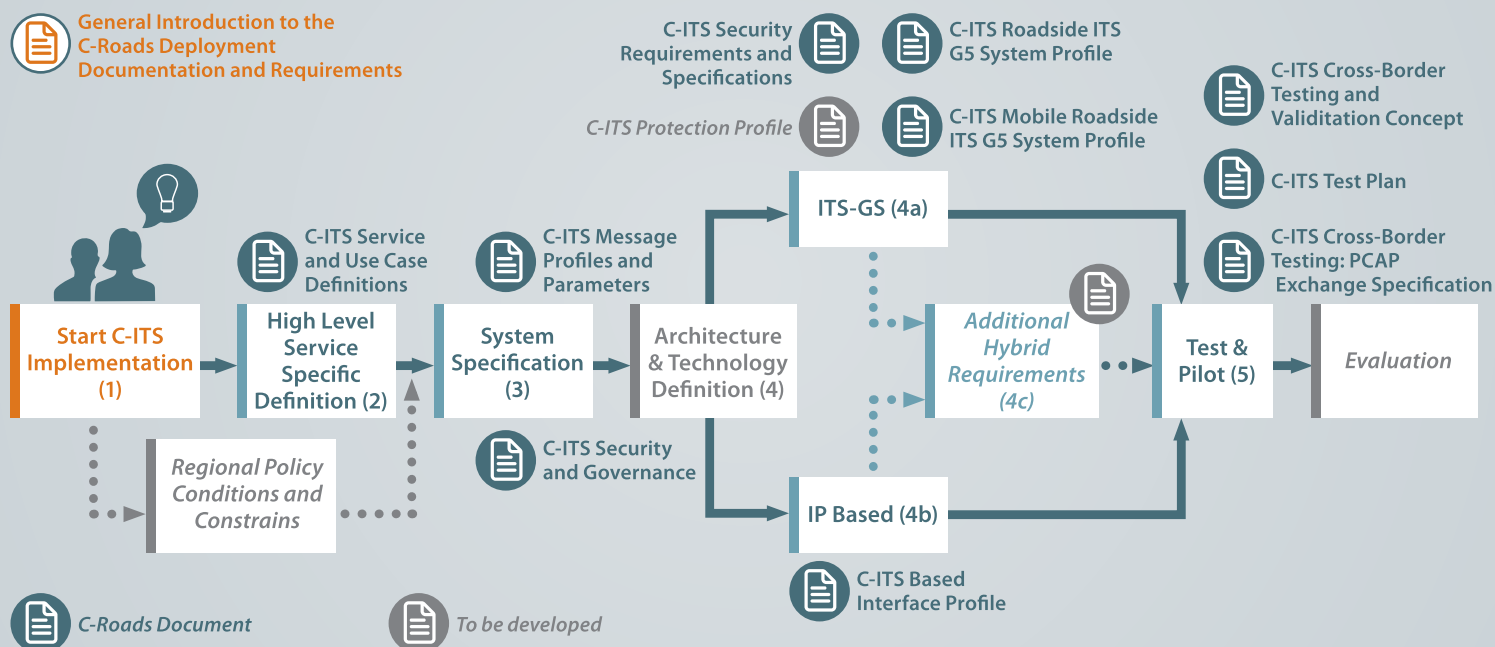 General Introduction to the
C-Roads Deployment
Documentation and Requirements
C-ITS Security
Requirements and
Specifications
C-ITS Roadside ITS
G5 System Profile
C-ITS Protection Profile
C-ITS Mobile Roadside
ITS G5 System Profile
C-ITS Cross-Border
Testing and
Validitation Concept
C-ITS Test Plan
C-ITS Cross-Border
Testing: PCAP
Exchange Specification
C-ITS Service
and Use Case
Definitions
C-ITS Message
Profiles and
Parameters
ITS-GS (4a)
Start C-ITS
Implementation
(1)
High Level
Service
Specific
Definition (2)
System
Specification
(3)
Architecture
& Technology
Definition (4)
Additional
Hybrid
Requirements
(4c)
Test &
Pilot (5)
Evaluation
Regional Policy
Conditions and
Constrains
C-ITS Security
and Governance
IP Based (4b)
C-ITS Based
Interface Profile
C-Roads Document
To be developed